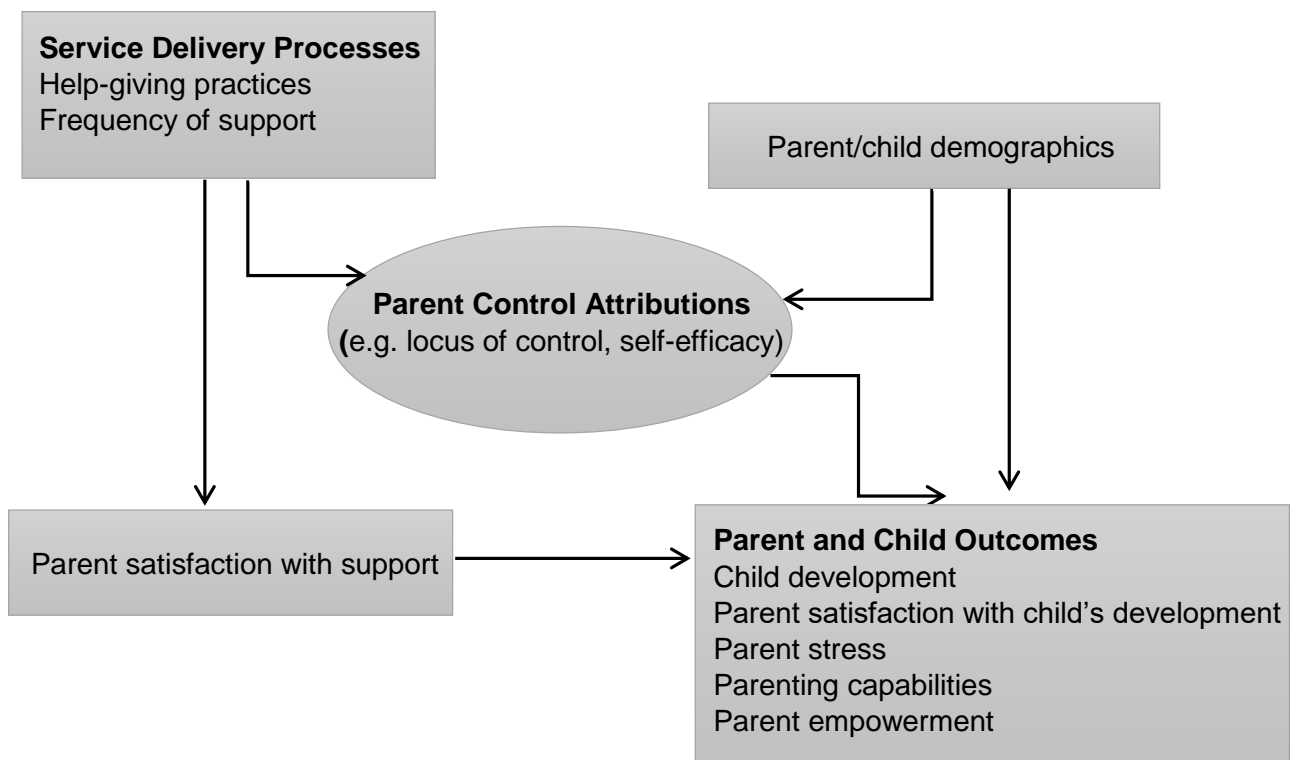 Service Delivery Processes
Help-giving practices
Frequency of support
Parent/child demographics
Parent Control Attributions
(e.g. locus of control, self-efficacy)
Parent satisfaction with support
Parent and Child Outcomes
Child development
Parent satisfaction with child’s development
Parent stress
Parenting capabilities
Parent empowerment